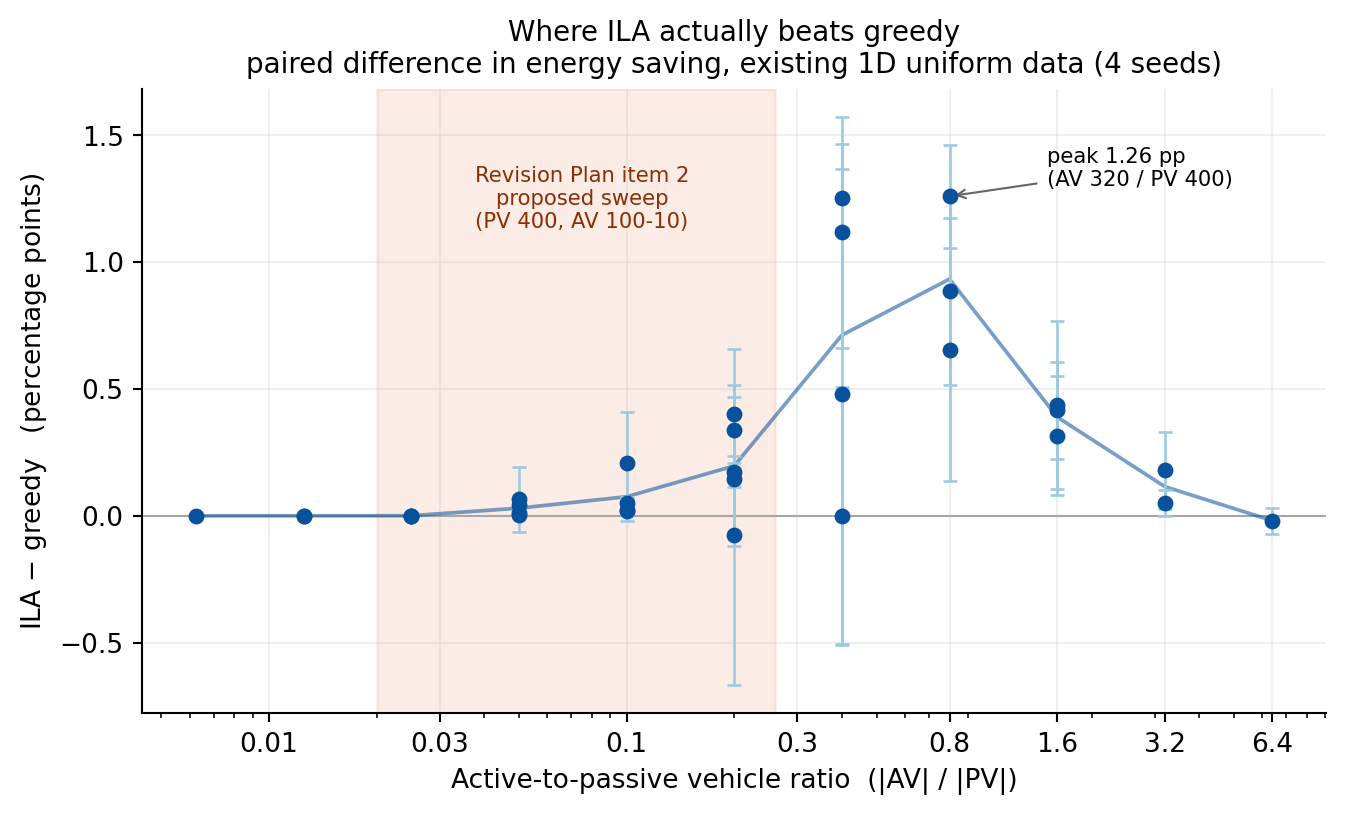 Where ILA actually beats greedy
paired difference in energy saving, existing 1D uniform data (4 seeds)
ILA − greedy (percentage points)
1.5
1.0
0.5
0.0
−0.5
Revision Plan item 2
proposed sweep
(PV 400, AV 100-10)
peak 1.26 pp
(AV 320 / PV 400)
0.01
0.03
0.1
0.3
0.8
1.6
3.2
6.4
Active-to-passive vehicle ratio (|AV| / |PV|)